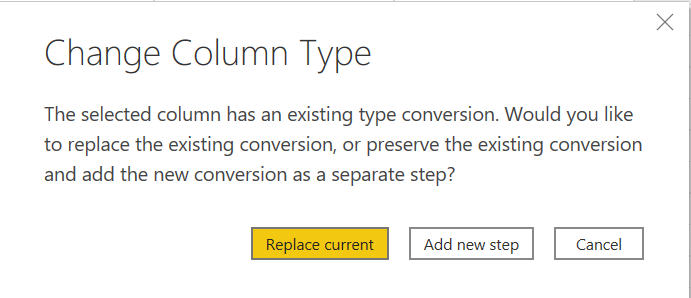 Change Column Type
The selected column has an existing type conversion. Would you like
to replace the existing conversion, or preserve the existing conversion
and add the new conversion as a separate step?
Replace current
Add new step
Cancel